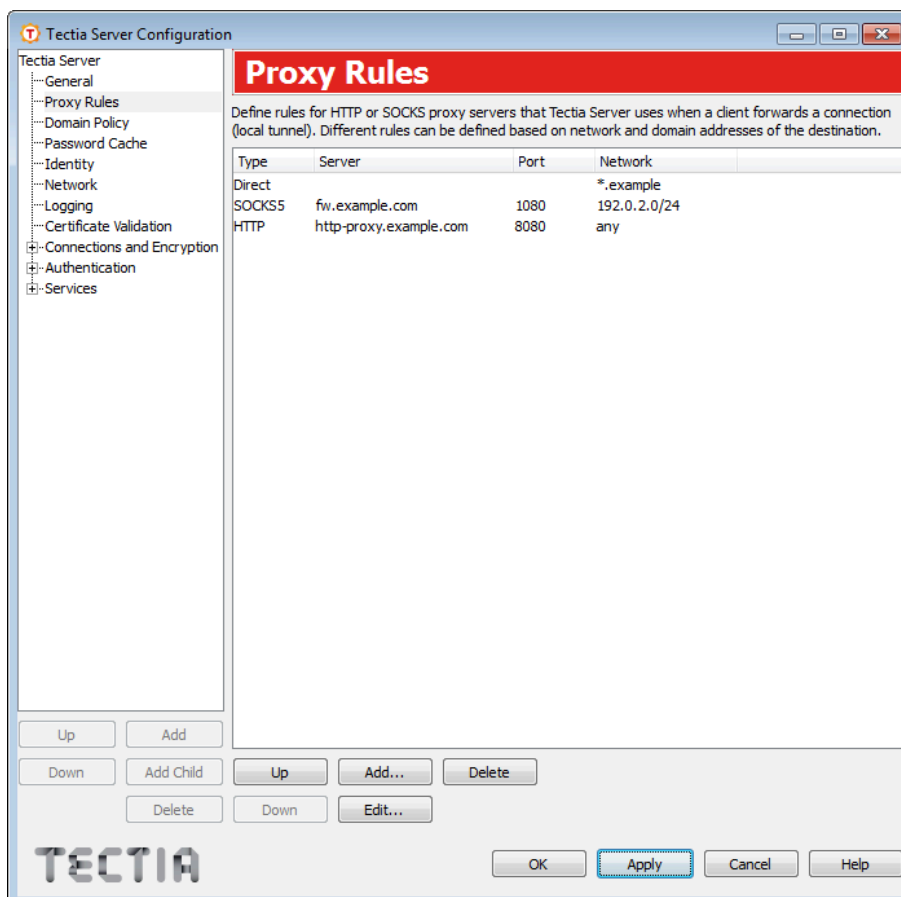 Tectia Server Configuration
Tectia Server
General
Proxy Rules
Domain Policy
Password Cache
Identity
Network
Logging
Certificate Validation
Connections and Encryption
Authentication
Services
Proxy Rules
Define rules for HTTP or SOCKS proxy servers that Tectia Server uses when a client forwards a connection
(local tunnel). Different rules can be defined based on network and domain addresses of the destination.
Type Server Port Network
Direct *.example
SOCKS5 fw.example.com 1080 192.0.2.0/24
HTTP http-proxy.example.com 8080 any
Up Add
Down Add Child Up Add... Delete
Delete Down Edit...
TECTIA OK Apply Cancel Help